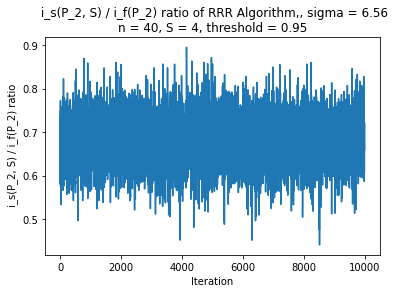 i_s(P_2, S) / i_f(P_2) ratio of RRR Algorithm,, sigma = 6.56
n = 40, S = 4, threshold = 0.95
i_s(P_2, S) / i_f(P_2) ratio
0.9
0.8
0.7
0.6
0.5
0
2000
4000
6000
8000
10000
Iteration